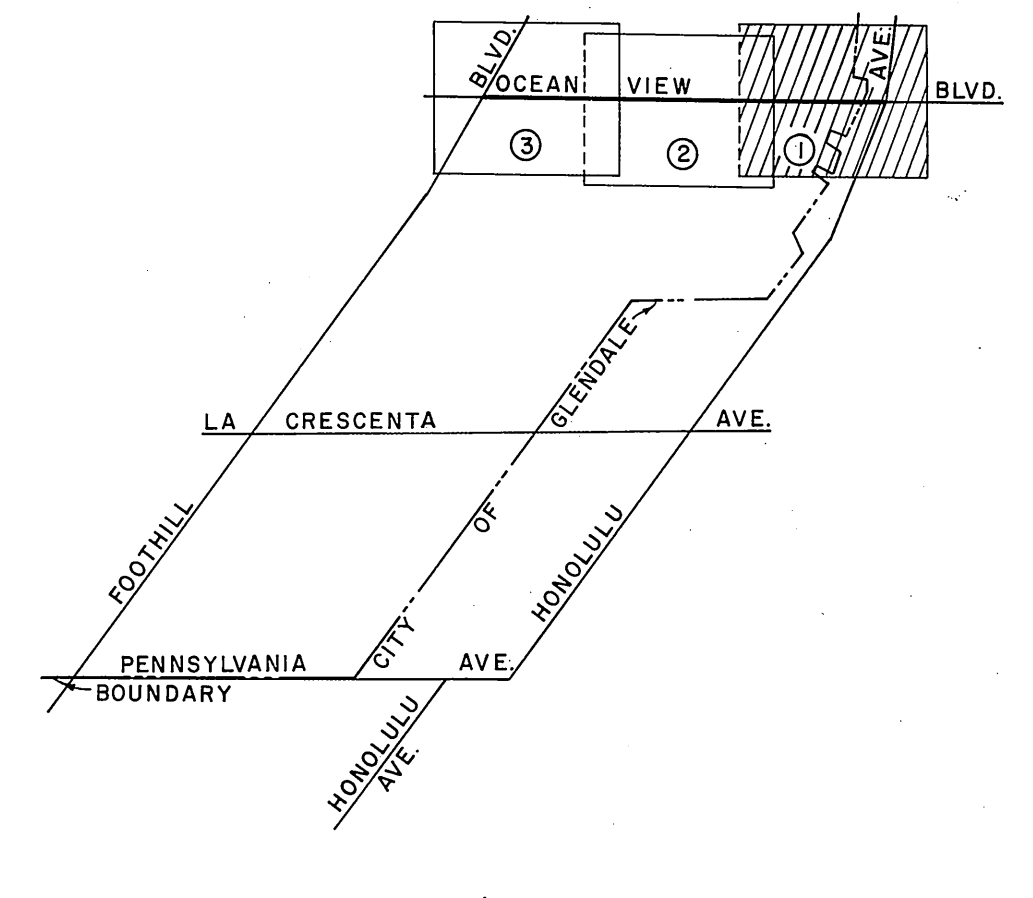 BLVD.
AVE.
OCEAN VIEW BLVD.
3
2
1
GLENDALE
LA CRESCENTA AVE.
FOOTHILL
OF
HONOLULU
CITY
PENNSYLVANIA AVE.
BOUNDARY
HONOLULU
AVE.